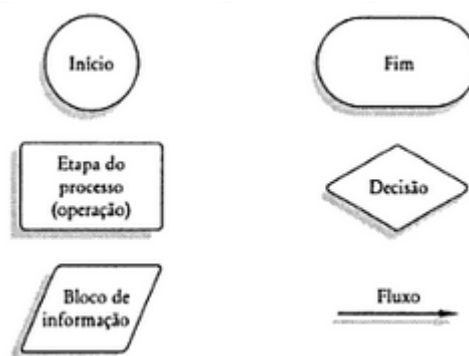 Início
Fim
Etapa do
processo
(operação)
Decisão
Bloco de
informação
Fluxo